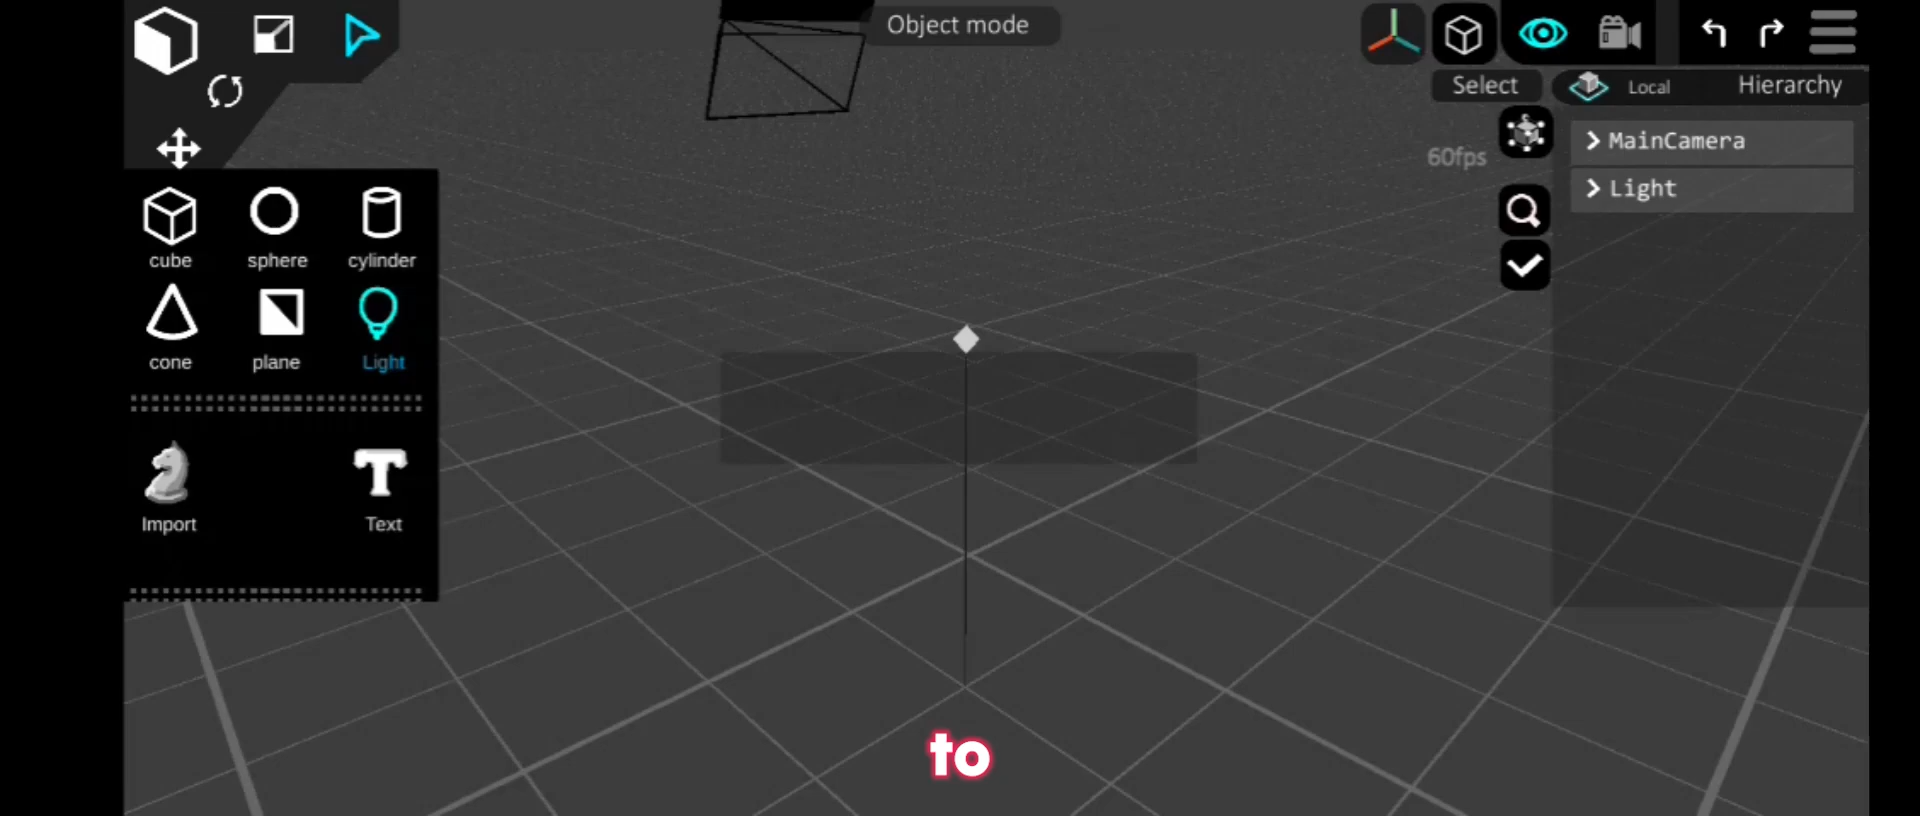 Object mode
Select
Local
Hierarchy
MainCamera
60fps
Light
cube
sphere
cylinder
cone
plane
Light
Import
Text
to